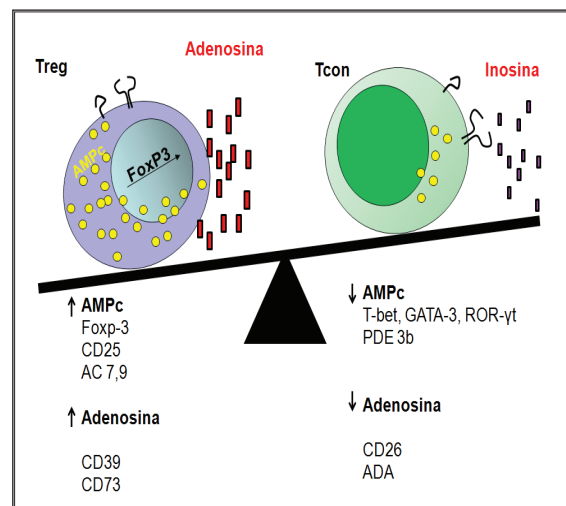 Adenosina
Treg
Tcon
Inosina
AMPc
FoxP3
↑ AMPc
Foxp-3
CD25
AC 7,9
↑ Adenosina
CD39
CD73
↓ AMPc
T-bet, GATA-3, ROR-γt
PDE 3b
↓ Adenosina
CD26
ADA